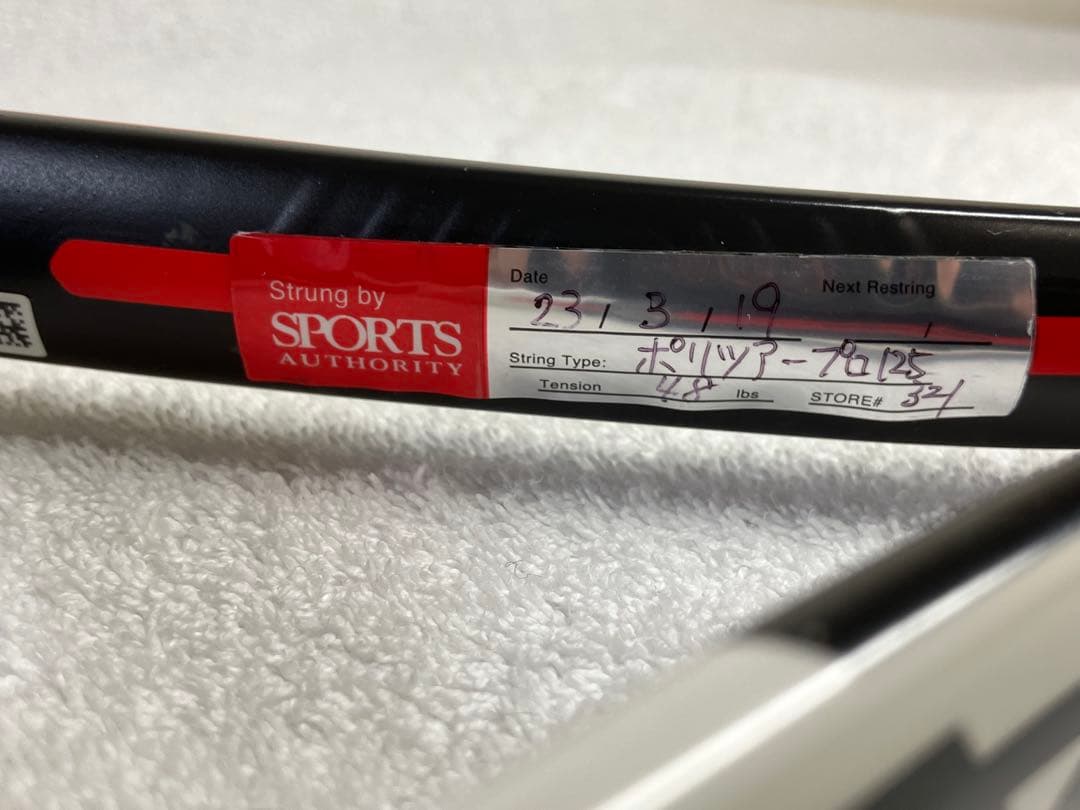 Strung by
SPORTS
AUTHORITY
Date
23 / 3 / 19
Next Restring
/
String Type: ポリツアープロ125
Tension 48 lbs
STORE# 321